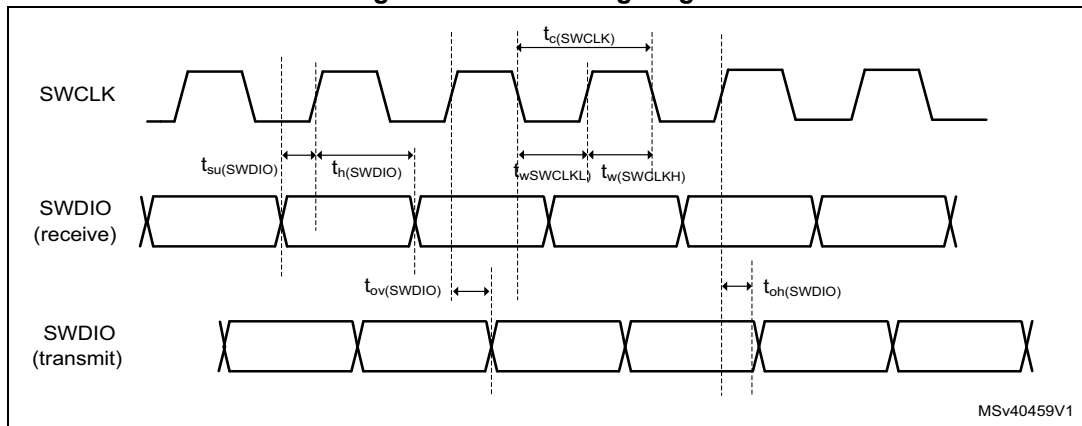 t_c(SWCLK)
SWCLK
t_su(SWDIO) t_h(SWDIO) t_wSWCLKL) t_w(SWCLKH)
SWDIO
(receive)
t_ov(SWDIO) t_oh(SWDIO)
SWDIO
(transmit)
MSv40459V1